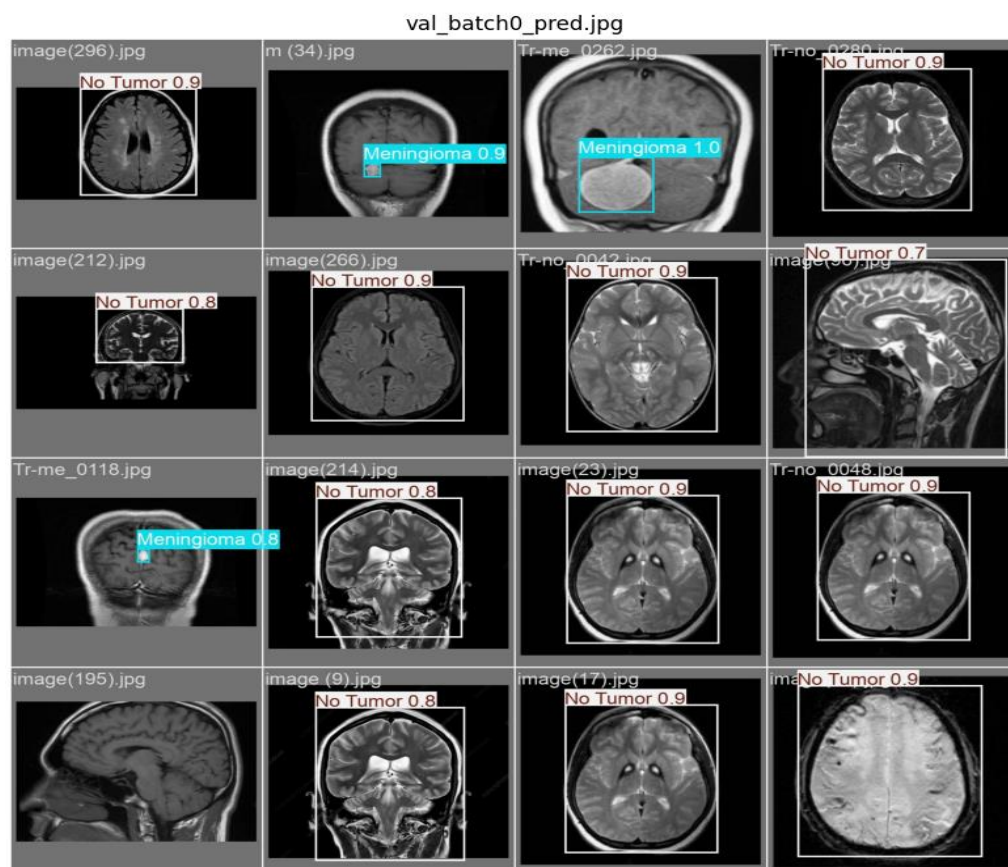 val_batch0_pred.jpg
image(296).jpg
No Tumor 0.9
m (34).jpg
Meningioma 0.9
Tr-me_0262.jpg
Meningioma 1.0
Tr-no_0280.jpg
No Tumor 0.9
image(212).jpg
No Tumor 0.8
image(266).jpg
No Tumor 0.9
Tr-no_0042.jpg
No Tumor 0.9
No Tumor 0.7
Tr-me_0118.jpg
Meningioma 0.8
image(214).jpg
No Tumor 0.8
image(23).jpg
No Tumor 0.9
Tr-no_0048.jpg
No Tumor 0.9
image(195).jpg
image (9).jpg
No Tumor 0.8
image(17).jpg
No Tumor 0.9
No Tumor 0.9